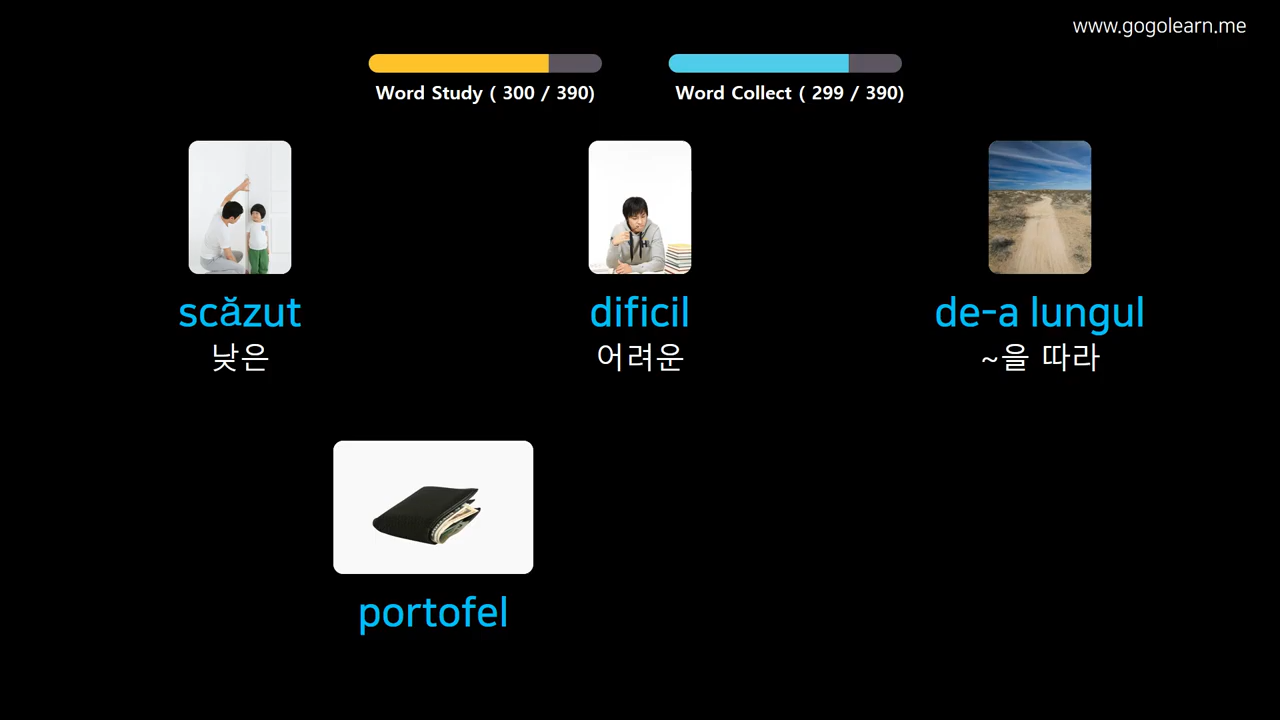 www.gogolearn.me
Word Study ( 300 / 390)
Word Collect ( 299 / 390)
scăzut
낮은
dificil
어려운
de-a lungul
~을 따라
portofel